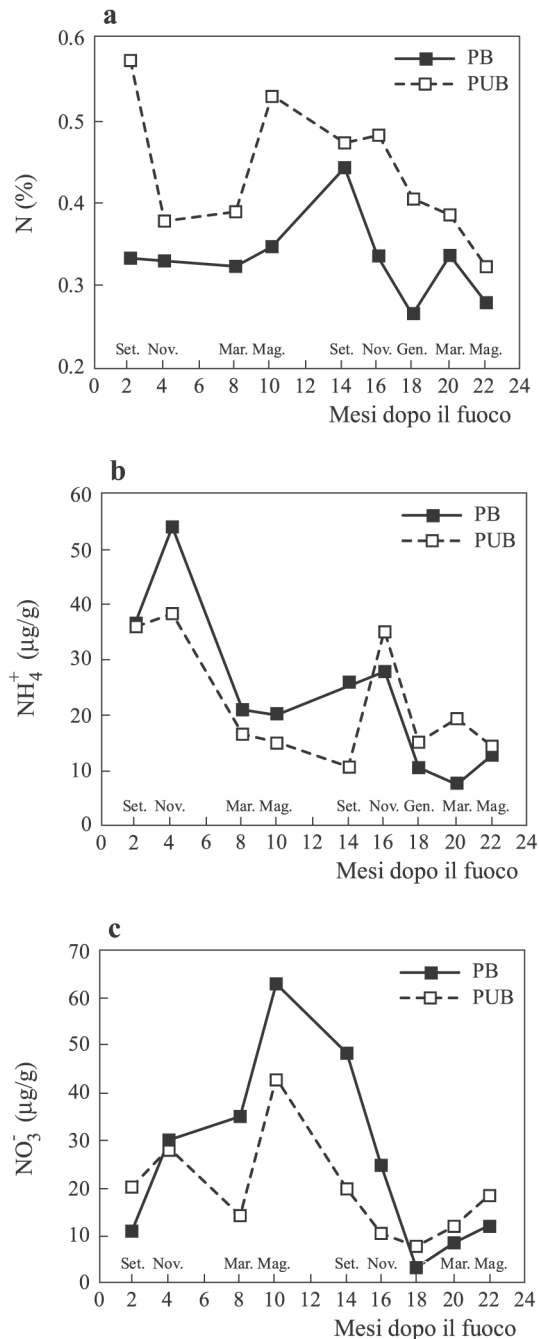 a
0.6
0.5
0.4
0.3
0.2
N (%)
PB
PUB
Set. Nov. Mar. Mag. Set. Nov. Gen. Mar. Mag.
0 2 4 6 8 10 12 14 16 18 20 22 24
Mesi dopo il fuoco
b
60
50
40
30
20
10
0
NH4+ (µg/g)
PB
PUB
Set. Nov. Mar. Mag. Set. Nov. Gen. Mar. Mag.
0 2 4 6 8 10 12 14 16 18 20 22 24
Mesi dopo il fuoco
c
70
60
50
40
30
20
10
0
NO3- (µg/g)
PB
PUB
Set. Nov. Mar. Mag. Set. Nov. Mar. Mag.
0 2 4 6 8 10 12 14 16 18 20 22 24
Mesi dopo il fuoco